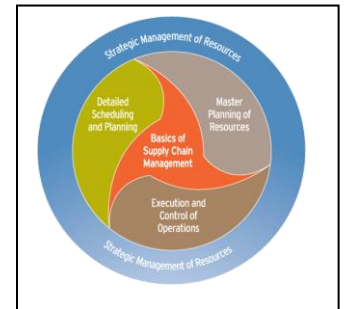 Strategic Management of Resources
Detailed
Scheduling
and Planning
Master
Planning of
Resources
Basics of
Supply Chain
Management
Execution and
Control of
Operations
Strategic Management of Resources